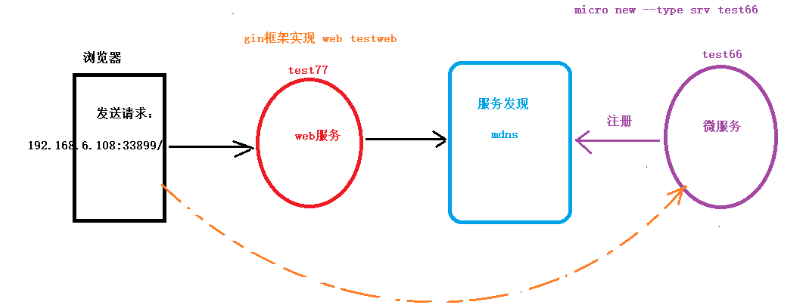 micro new --type srv test66
gin框架实现 web testweb
浏览器
test77
test66
发送请求：
服务发现
web服务
mdns
注册
微服务
192.168.6.108:33899/